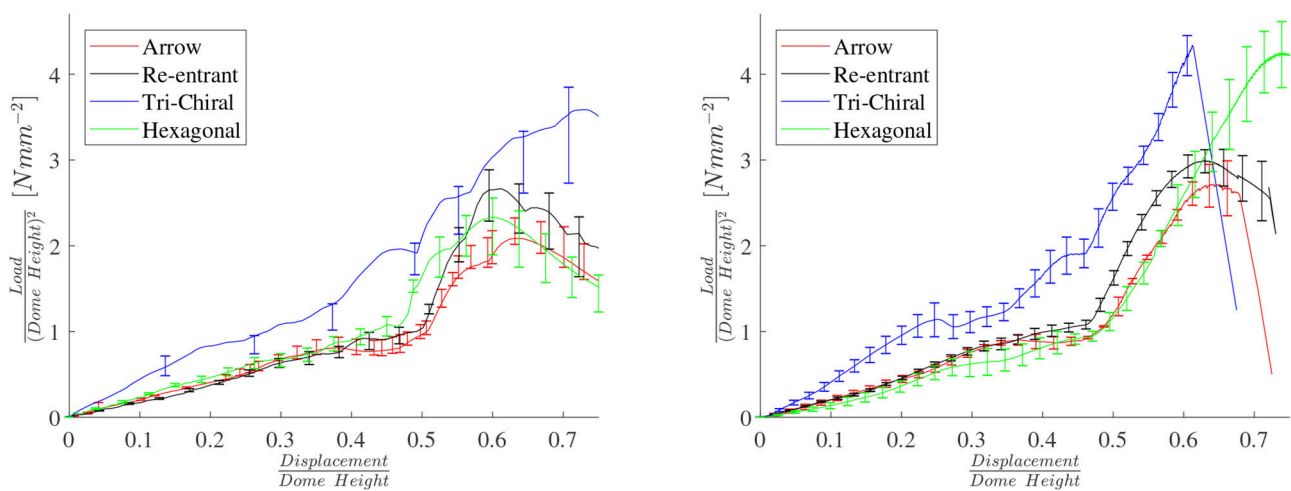 4
3
2
1
0
Load
(Dome Height)²
[Nmm⁻²]
Arrow
Re-entrant
Tri-Chiral
Hexagonal
0 0.1 0.2 0.3 0.4 0.5 0.6 0.7
Displacement
Dome Height
4
3
2
1
0
Load
(Dome Height)²
[Nmm⁻²]
Arrow
Re-entrant
Tri-Chiral
Hexagonal
0 0.1 0.2 0.3 0.4 0.5 0.6 0.7
Displacement
Dome Height